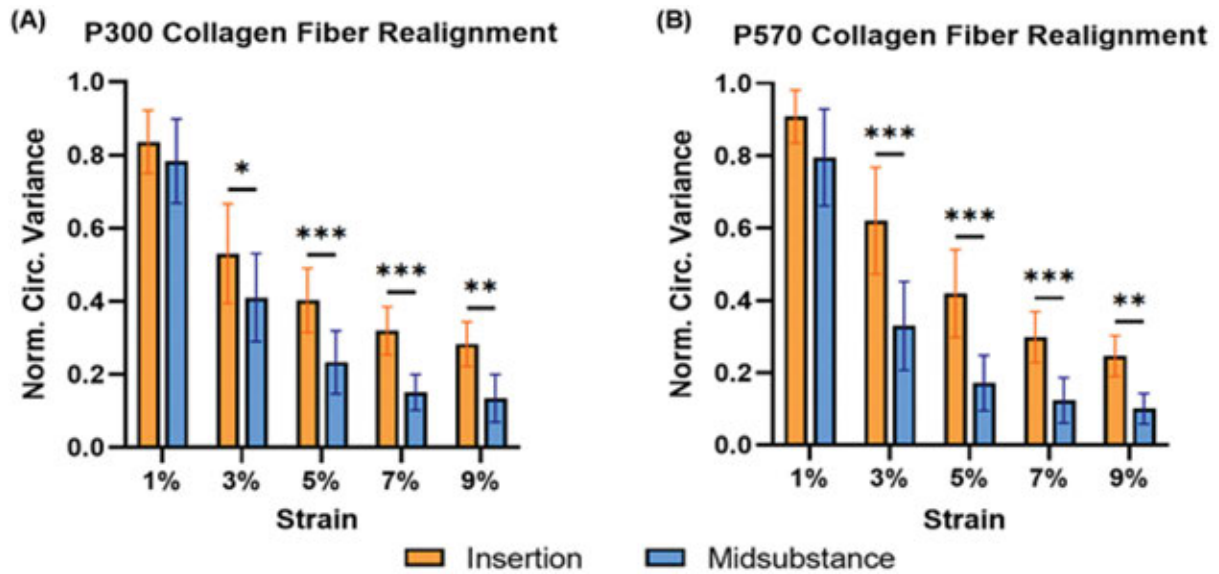 (A) P300 Collagen Fiber Realignment
Norm. Circ. Variance
1.0
0.8
0.6
0.4
0.2
0.0
*
***
***
**
1% 3% 5% 7% 9%
Strain
(B) P570 Collagen Fiber Realignment
Norm. Circ. Variance
1.0
0.8
0.6
0.4
0.2
0.0
***
***
***
**
1% 3% 5% 7% 9%
Strain
Insertion Midsubstance